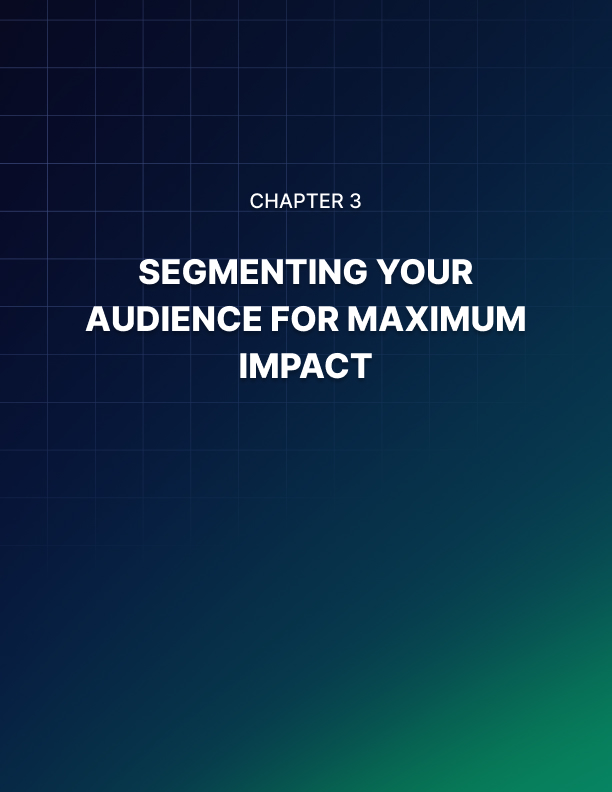 CHAPTER 3
SEGMENTING YOUR
AUDIENCE FOR MAXIMUM
IMPACT